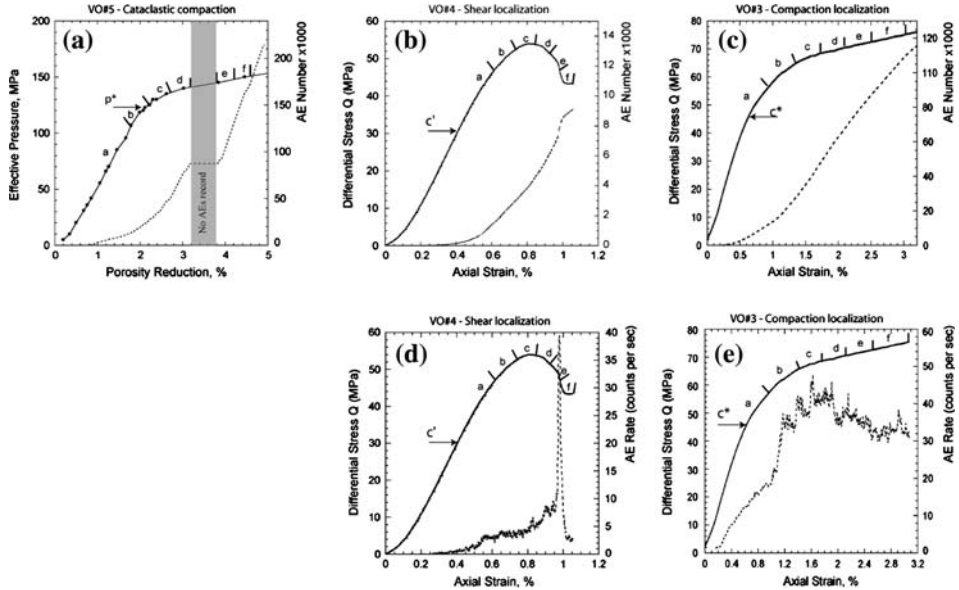 VO#5 - Cataclastic compaction
(a)
Effective Pressure, MPa
200
150
100
50
0
P*
a
b
c
d
e
f
No AEs record
AE Number x1000
200
150
100
50
0
0 1 2 3 4 5
Porosity Reduction, %
VO#4 - Shear localization
(b)
Differential Stress Q (MPa)
60
50
40
30
20
10
0
C'
a
b
c
d
e
f
AE Number x1000
14
12
10
8
6
4
2
0
0 0.2 0.4 0.6 0.8 1 1.2
Axial Strain, %
VO#3 - Compaction localization
(c)
Differential Stress Q (MPa)
80
70
60
50
40
30
20
10
0
C*
a
b
c
d
e
f
AE Number x1000
120
100
80
60
40
20
0
0 0.5 1 1.5 2 2.5 3
Axial Strain, %
VO#4 - Shear localization
(d)
Differential Stress Q (MPa)
60
50
40
30
20
10
0
C'
a
b
c
d
e
f
AE Rate (counts per sec)
40
35
30
25
20
15
10
5
0
0 0.2 0.4 0.6 0.8 1 1.2
Axial Strain, %
VO#3 - Compaction localization
(e)
Differential Stress Q (MPa)
80
70
60
50
40
30
20
10
0
C*
a
b
c
d
e
f
AE Rate (counts per sec)
60
50
40
30
20
10
0
0 0.4 0.8 1.2 1.6 2 2.4 2.8 3.2
Axial Strain, %